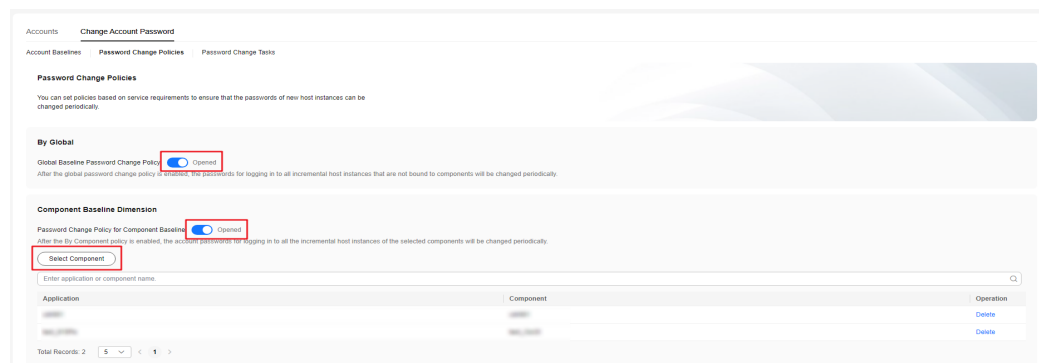 Accounts Change Account Password
Account Baselines Password Change Policies Password Change Tasks
Password Change Policies
You can set policies based on service requirements to ensure that the passwords of new host instances can be
changed periodically.
By Global
Global Baseline Password Change Policy Opened
After the global password change policy is enabled, the passwords for logging in to all incremental host instances that are not bound to components will be changed periodically.
Component Baseline Dimension
Password Change Policy for Component Baseline Opened
After the By Component policy is enabled, the account passwords for logging in to all the incremental host instances of the selected components will be changed periodically.
Select Component
Enter application or component name.
Application Component Operation
Delete
Delete
Total Records: 2 5 < 1 >